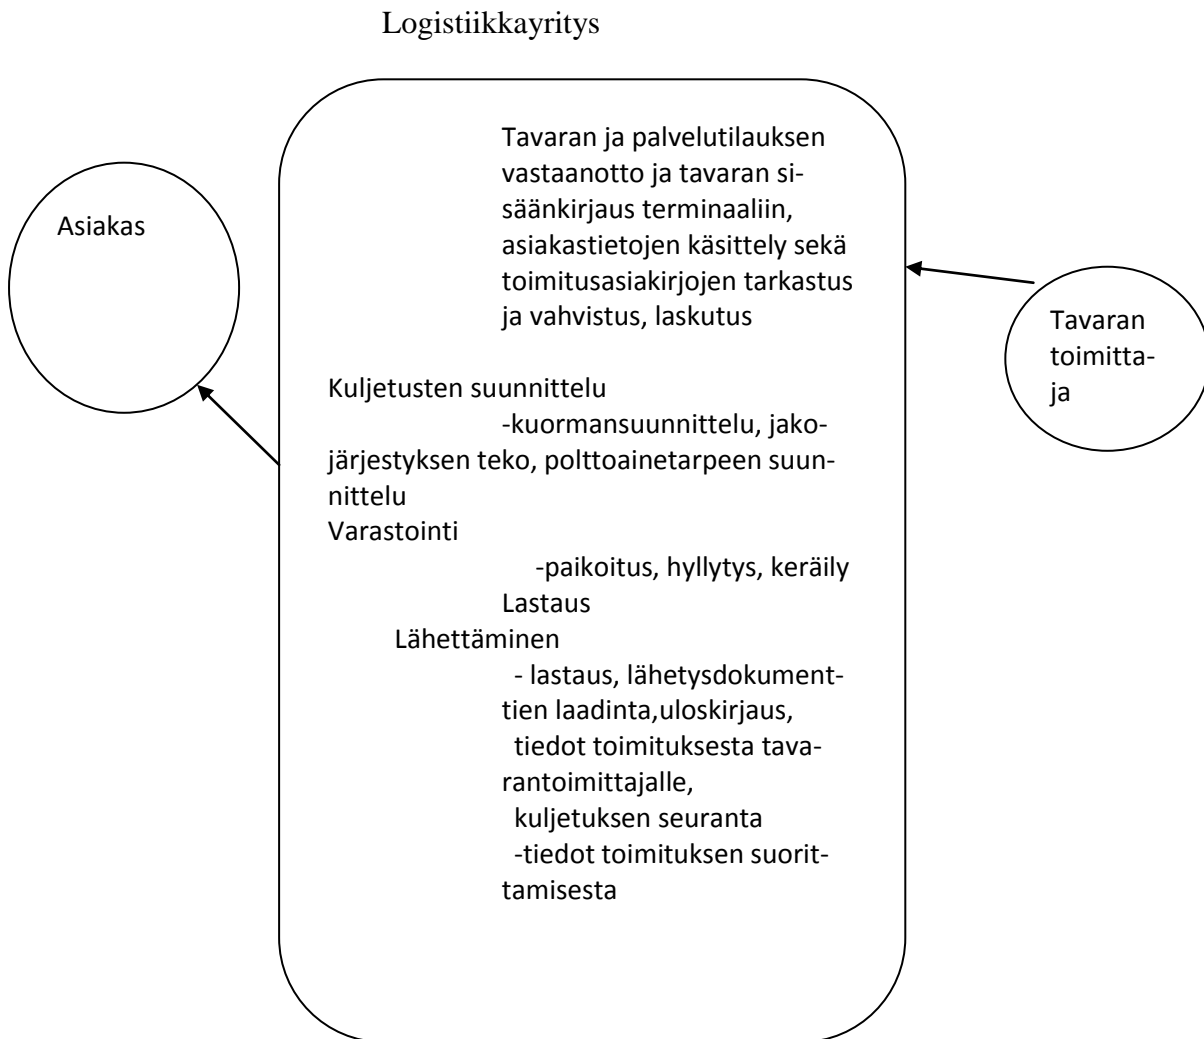 Logistiikkayritys
Tavaran ja palvelutilauksen
vastaanotto ja tavaran si-
säänkirjaus terminaaliin,
asiakastietojen käsittely sekä
toimitusasiakirjojen tarkastus
ja vahvistus, laskutus
Asiakas
Tavaran
toimitta-
ja
Kuljetusten suunnittelu
-kuormansuunnittelu, jako-
järjestyksen teko, polttoainetarpeen suun-
nittelu
Varastointi
-paikoitus, hyllytys, keräily
Lastaus
Lähettäminen
- lastaus, lähetysdokument-
tien laadinta,uloskirjaus,
tiedot toimituksesta tava-
rantoimittajalle,
kuljetuksen seuranta
-tiedot toimituksen suorit-
tamisesta